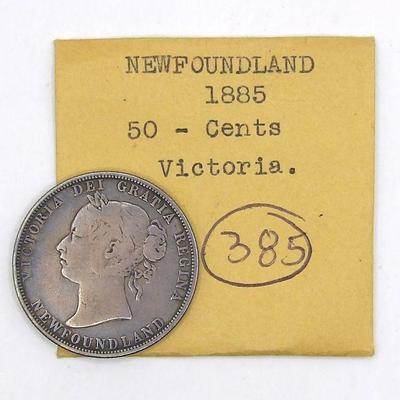 NEWFOUNDLAND
1885
50 - Cents
Victoria.
385
VICTORIA DEI GRATIA REGINA
NEWFOUNDLAND